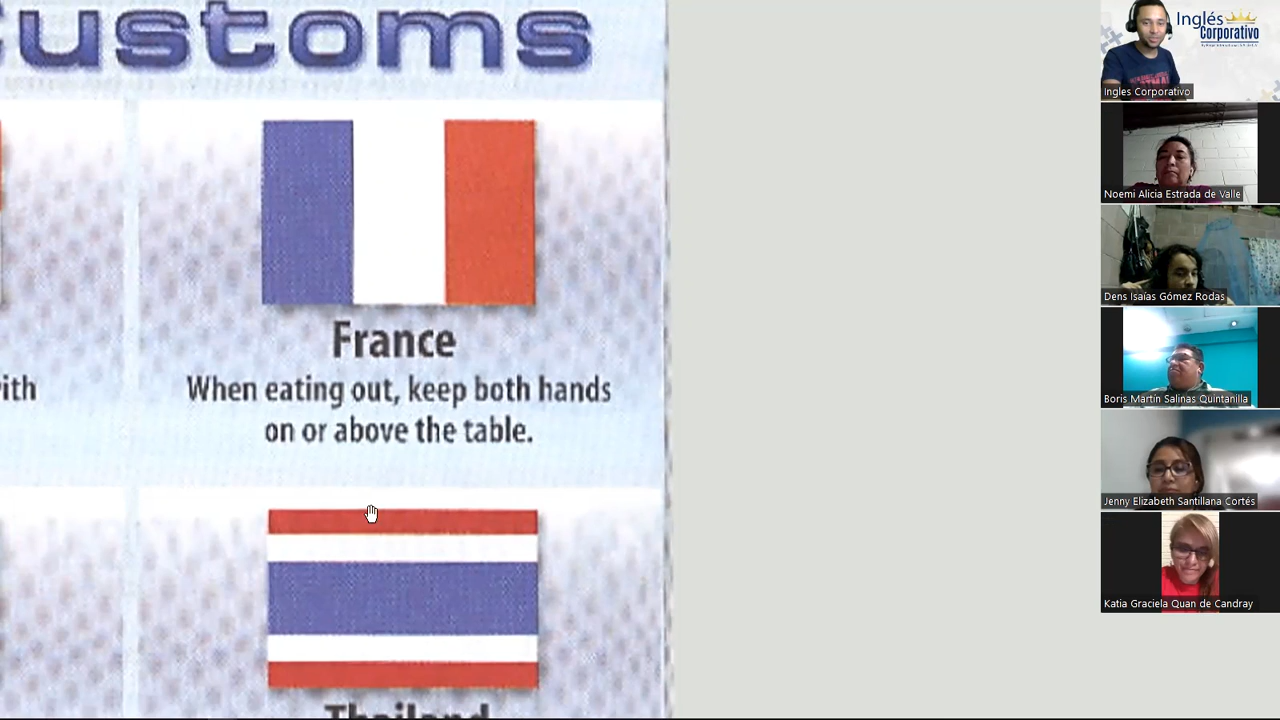 ustoms
France
When eating out, keep both hands
on or above the table.
Thailand
Inglés
Corporativo
Ingles Corporativo
Noemi Alicia Estrada de Valle
Dens Isaías Gómez Rodas
Boris Martín Salinas Quintanilla
Jenny Elizabeth Santillana Cortés
Katia Graciela Quan de Candray